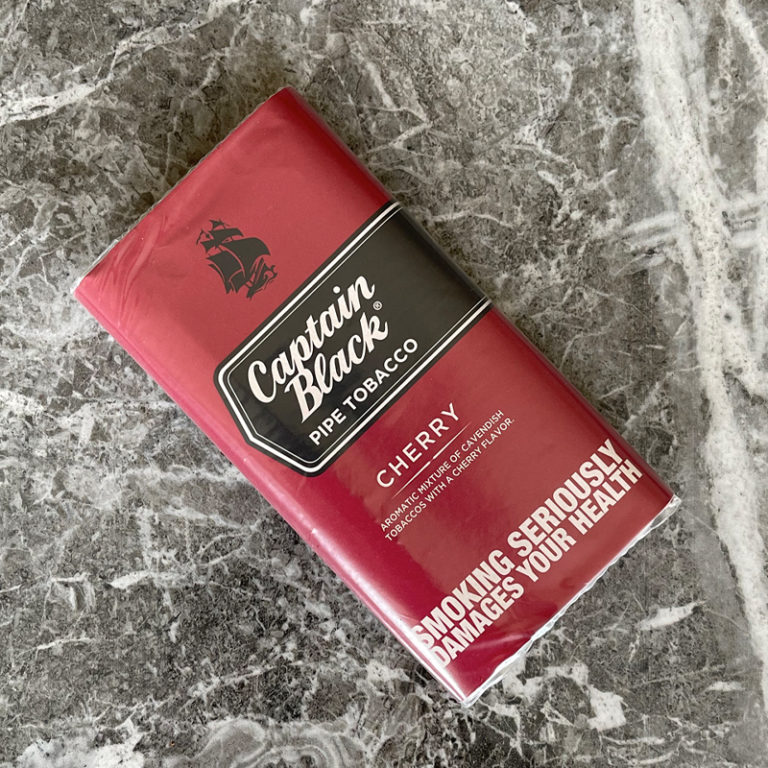 Captain
Black®
PIPE TOBACCO
CHERRY
AROMATIC MIXTURE OF CAVENDISH
TOBACCOS WITH A CHERRY FLAVOR.
SMOKING SERIOUSLY
DAMAGES YOUR HEALTH